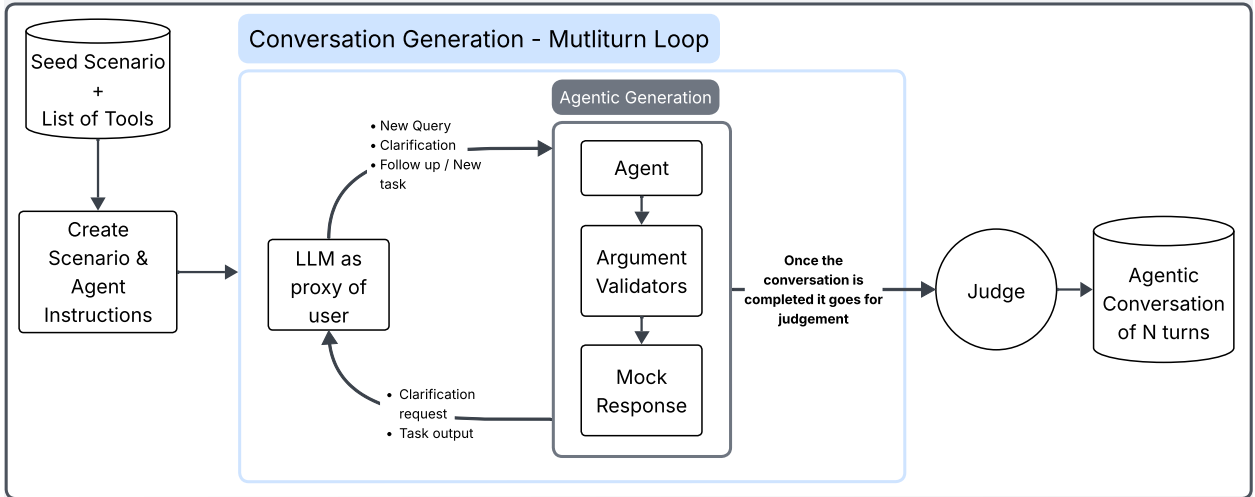 Seed Scenario
+
List of Tools
Create
Scenario &
Agent
Instructions
Conversation Generation - Mutliturn Loop
Agentic Generation
• New Query
• Clarification
• Follow up / New
task
LLM as
proxy of
user
• Clarification
request
• Task output
Agent
Argument
Validators
Mock
Response
Once the
conversation is
completed it goes for
judgement
Judge
Agentic
Conversation
of N turns